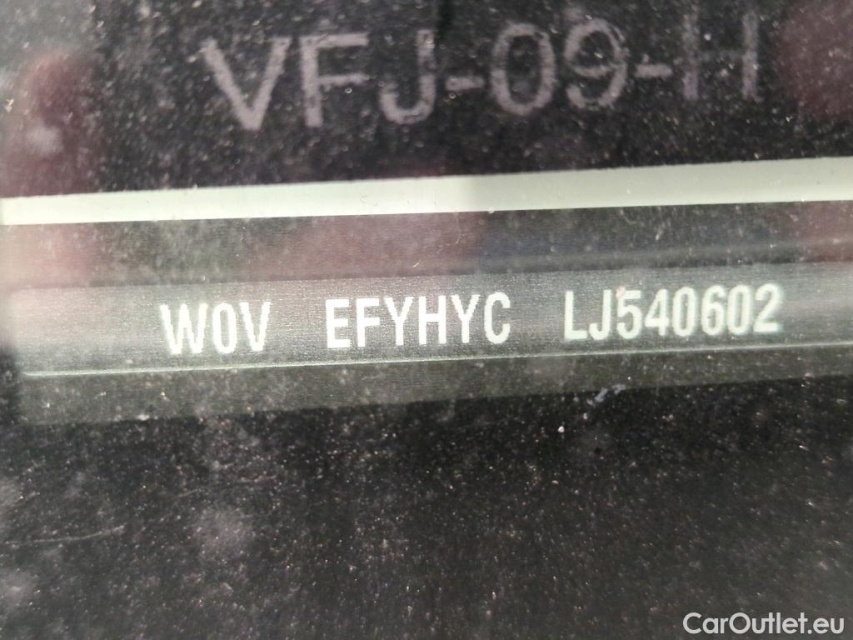 VFJ-09-H
W0V EFYHYC LJ540602
CarOutlet.eu